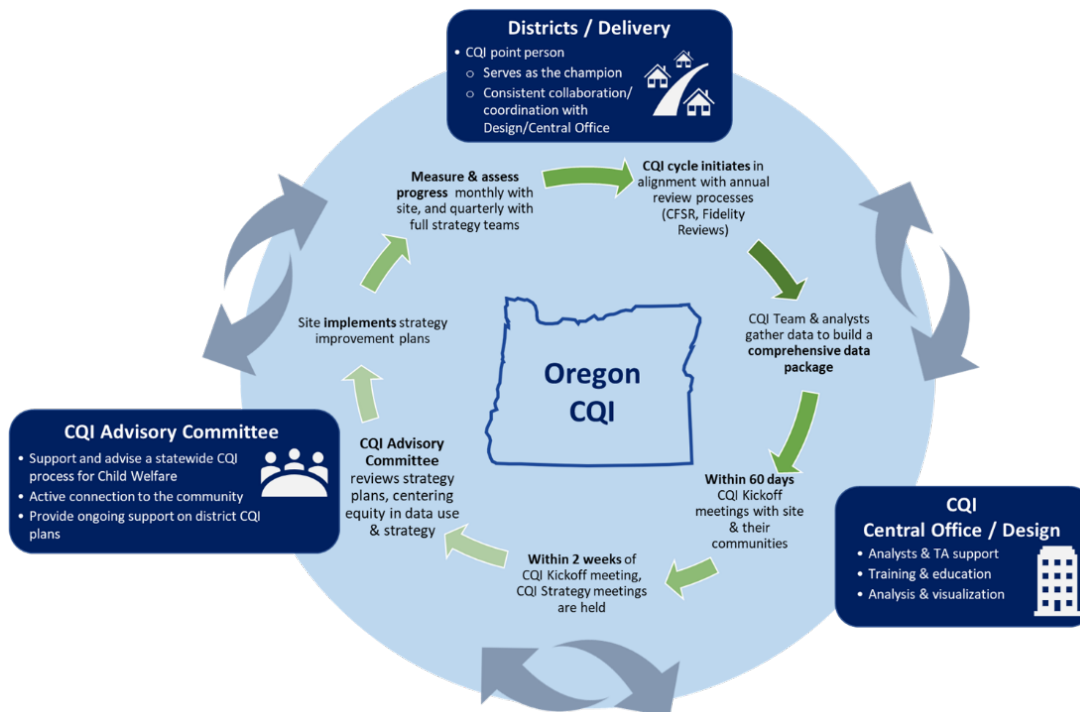 Districts / Delivery
• CQI point person
o Serves as the champion
o Consistent collaboration/
coordination with
Design/Central Office
Measure & assess
progress monthly with
site, and quarterly with
full strategy teams
CQI cycle initiates in
alignment with annual
review processes
(CFSR, Fidelity
Reviews)
CQI Team & analysts
gather data to build a
comprehensive data
package
Within 60 days
CQI Kickoff
meetings with site
& their
communities
Within 2 weeks of
CQI Kickoff meeting,
CQI Strategy meetings
are held
CQI Advisory
Committee
reviews strategy
plans, centering
equity in data use
& strategy
Site implements strategy
improvement plans
Oregon
CQI
CQI Advisory Committee
• Support and advise a statewide CQI
process for Child Welfare
• Active connection to the community
• Provide ongoing support on district CQI
plans
CQI
Central Office / Design
• Analysts & TA support
• Training & education
• Analysis & visualization